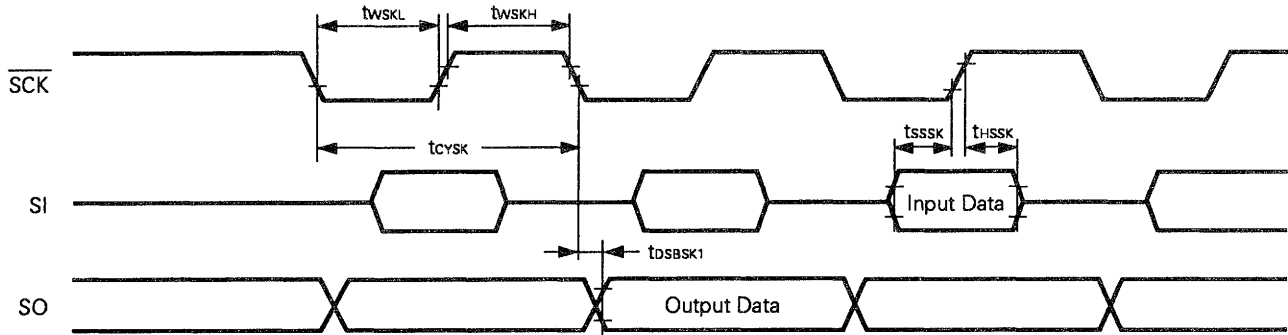 tWSKL tWSKH
SCK
tSSSK tHSSK
tCYSK
SI Input Data
tDSBSK1
SO Output Data